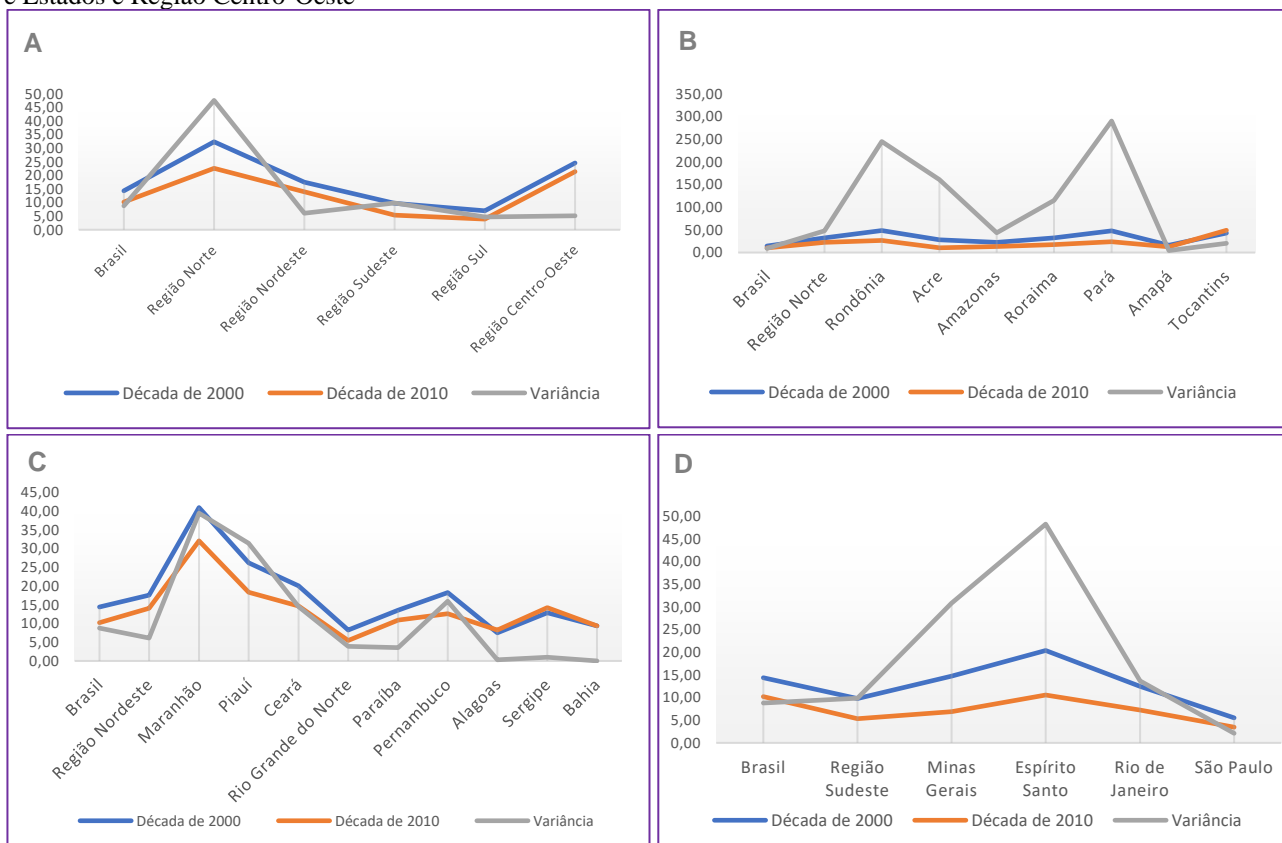 e Estados e Região Centro-Oeste
A
50,00
45,00
40,00
35,00
30,00
25,00
20,00
15,00
10,00
5,00
0,00
Brasil
Região Norte
Região Nordeste
Região Sudeste
Região Sul
Região Centro-Oeste
Década de 2000 Década de 2010 Variância
B
350,00
300,00
250,00
200,00
150,00
100,00
50,00
0,00
Brasil
Região Norte
Rondônia
Acre
Amazonas
Roraima
Pará
Amapá
Tocantins
Década de 2000 Década de 2010 Variância
C
45,00
40,00
35,00
30,00
25,00
20,00
15,00
10,00
5,00
0,00
Brasil
Região Nordeste
Maranhão
Piauí
Ceará
Rio Grande do Norte
Paraíba
Pernambuco
Alagoas
Sergipe
Bahia
Década de 2000 Década de 2010 Variância
D
50,00
45,00
40,00
35,00
30,00
25,00
20,00
15,00
10,00
5,00
0,00
Brasil Região Minas Espírito Rio de São Paulo
Sudeste Gerais Santo Janeiro
Década de 2000 Década de 2010 Variância